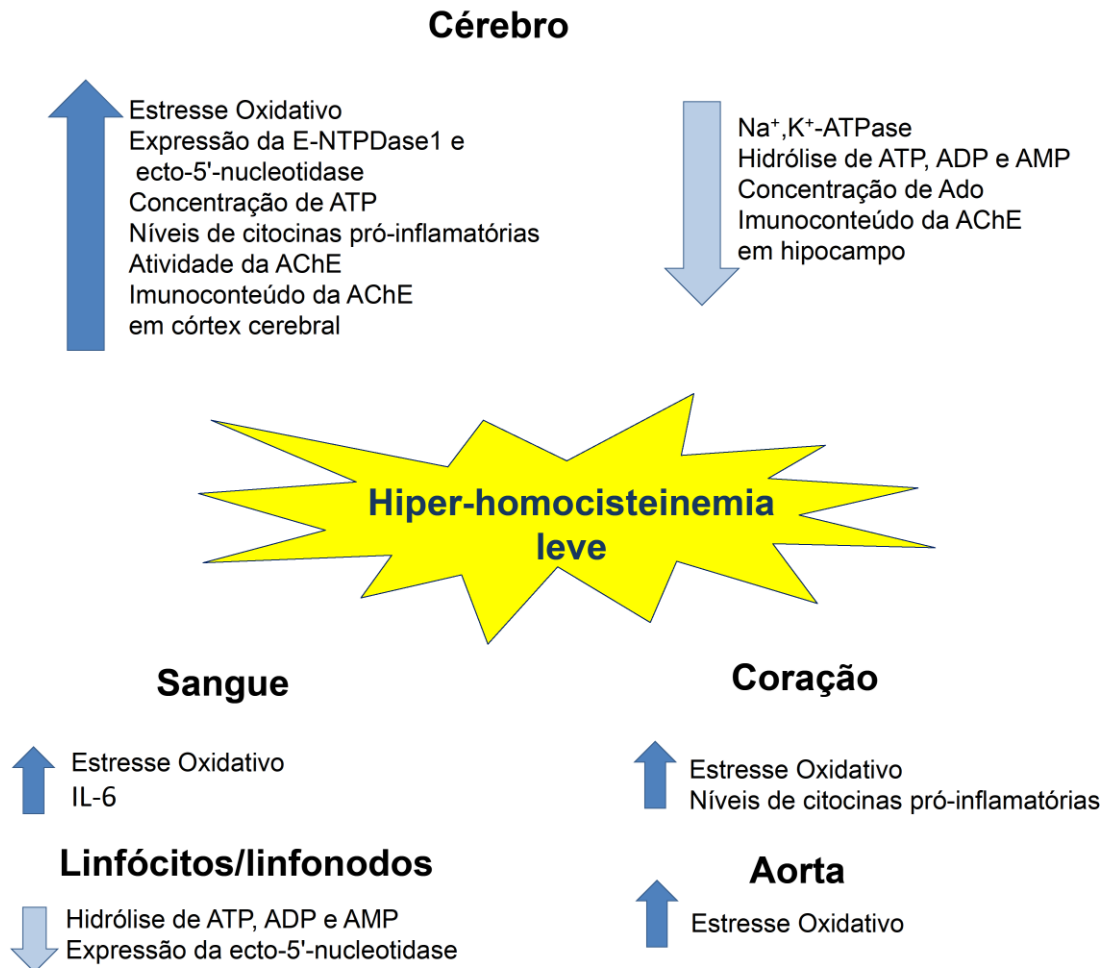 Cérebro
Estresse Oxidativo
Expressão da E-NTPDase1 e
ecto-5'-nucleotidase
Concentração de ATP
Níveis de citocinas pró-inflamatórias
Atividade da AChE
Imunoconteúdo da AChE
em córtex cerebral
Na⁺,K⁺-ATPase
Hidrólise de ATP, ADP e AMP
Concentração de Ado
Imunoconteúdo da AChE
em hipocampo
Hiper-homocisteinemia
leve
Sangue
Estresse Oxidativo
IL-6
Linfócitos/linfonodos
Hidrólise de ATP, ADP e AMP
Expressão da ecto-5'-nucleotidase
Coração
Estresse Oxidativo
Níveis de citocinas pró-inflamatórias
Aorta
Estresse Oxidativo